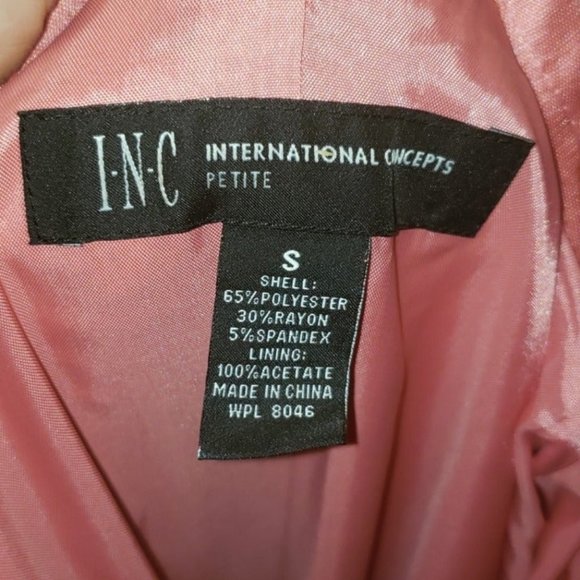 I·N·C INTERNATIONAL CONCEPTS
PETITE
S
SHELL:
65%POLYESTER
30%RAYON
5%SPANDEX
LINING:
100%ACETATE
MADE IN CHINA
WPL 8046